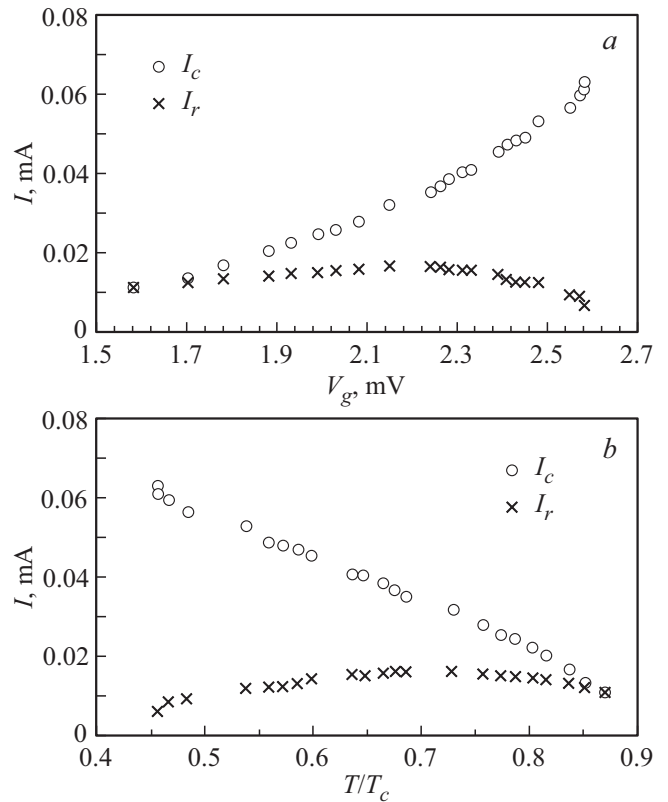 0.08
a
I_c
I_r
0.06
I, mA
0.04
0.02
0
1.5 1.7 1.9 2.1 2.3 2.5 2.7
V_g, mV
0.08
b
I_c
I_r
0.06
I, mA
0.04
0.02
0
0.4 0.5 0.6 0.7 0.8 0.9
T/T_c